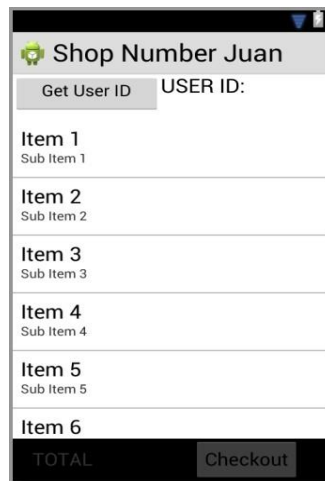 Shop Number Juan
Get User ID USER ID:
Item 1
Sub Item 1
Item 2
Sub Item 2
Item 3
Sub Item 3
Item 4
Sub Item 4
Item 5
Sub Item 5
Item 6
TOTAL Checkout